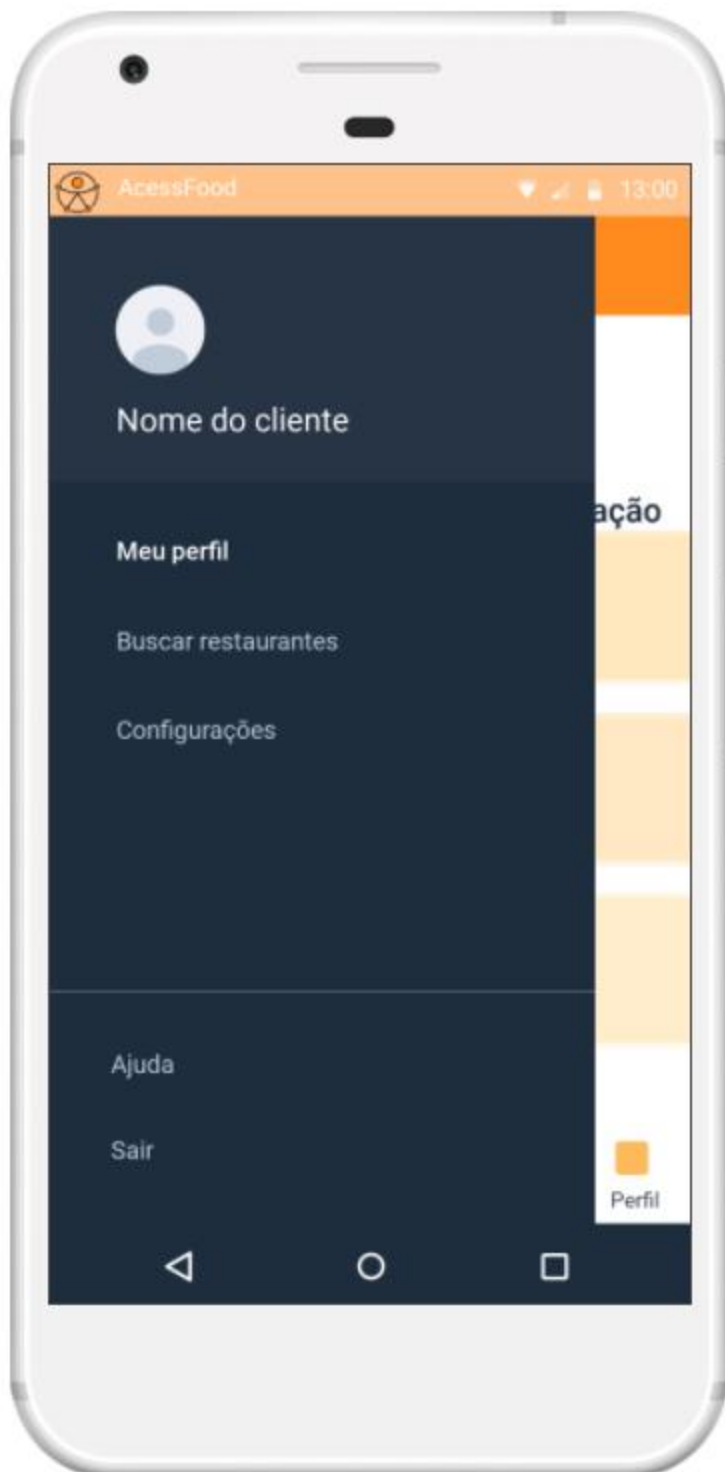 AcessFood 13:00
Nome do cliente
ação
Meu perfil
Buscar restaurantes
Configurações
Ajuda
Sair
Perfil